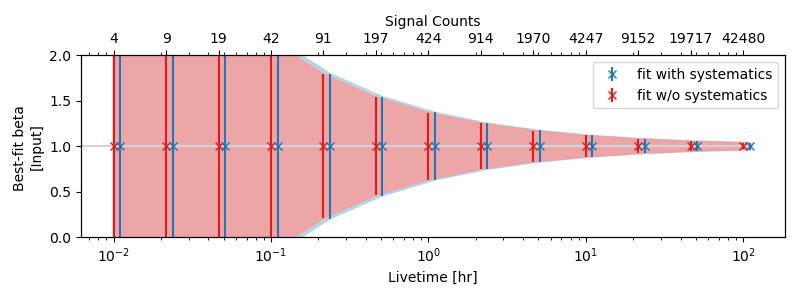 Signal Counts
4 9 19 42 91 197 424 914 1970 4247 9152 19717 42480
2.0
1.5
1.0
0.5
0.0
Best-fit beta
[Input]
fit with systematics
fit w/o systematics
10⁻² 10⁻¹ 10⁰ 10¹ 10²
Livetime [hr]